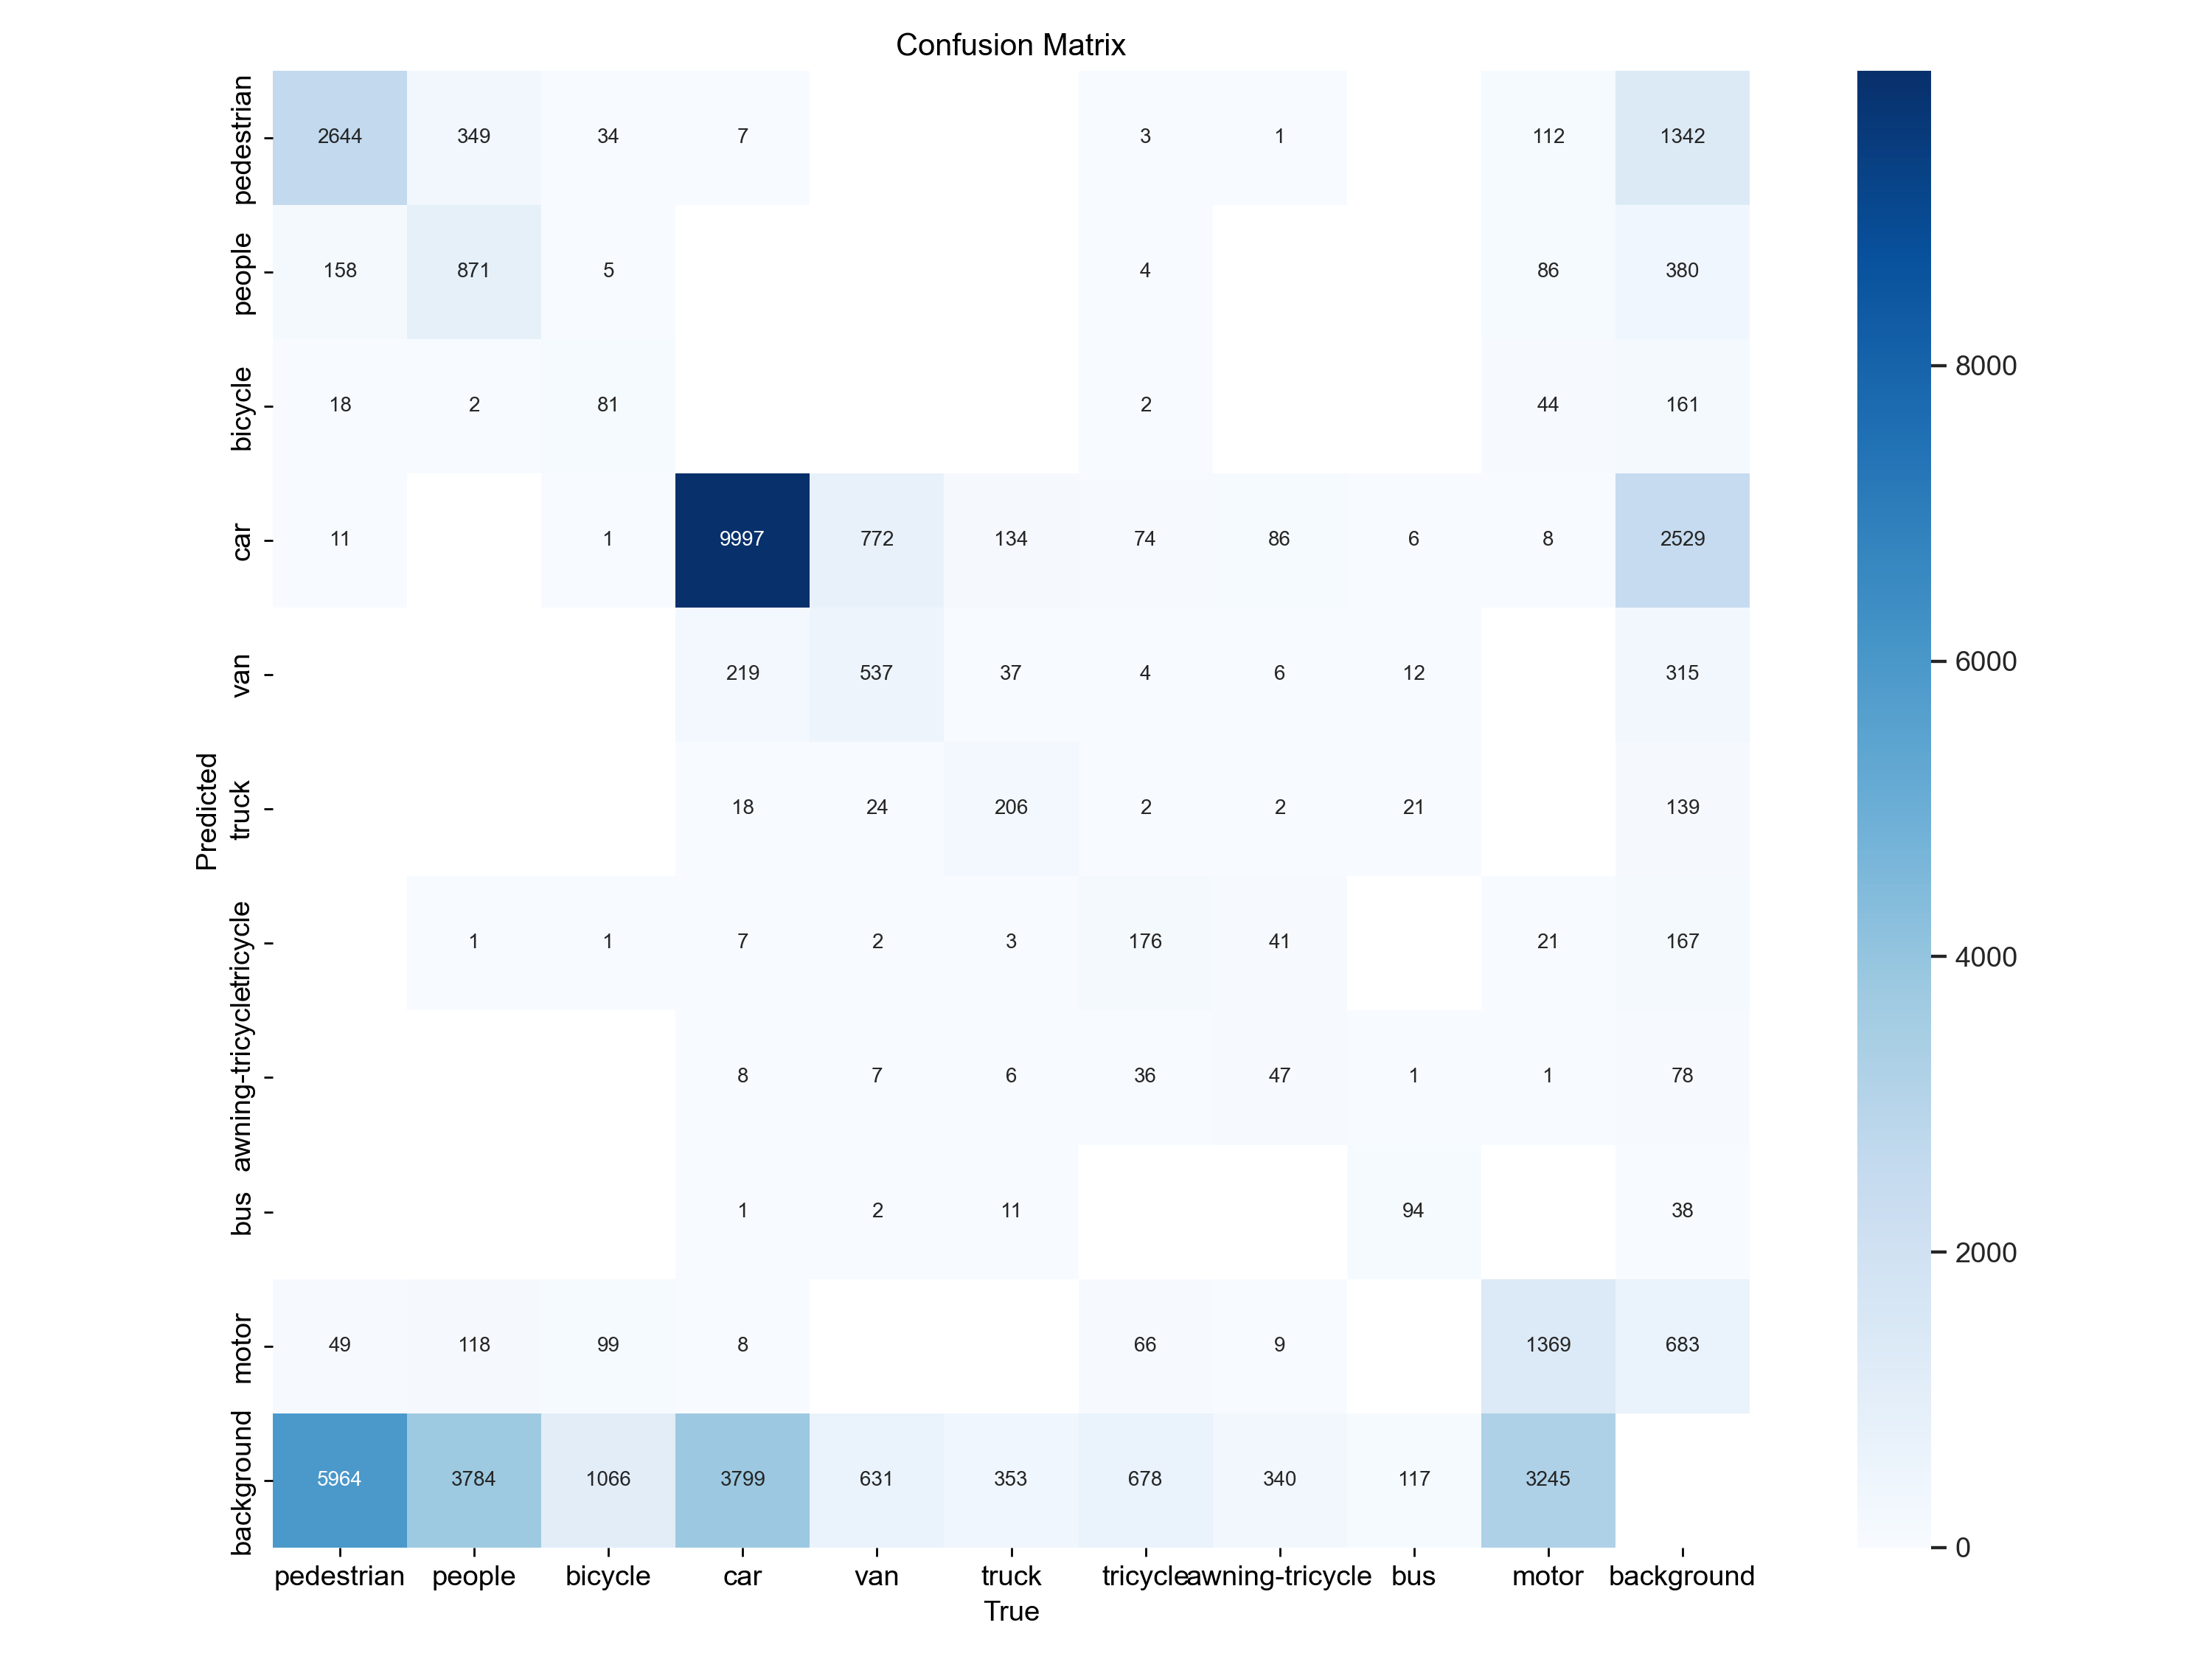 Confusion Matrix
pedestrian 2644 349 34 7 3 1 112 1342
people 158 871 5 4 86 380
bicycle 18 2 81 2 44 161
8000
car 11 1 9997 772 134 74 86 6 8 2529
van 219 537 37 4 6 12 315
6000
Predicted
truck 18 24 206 2 2 21 139
tricycle 1 1 7 2 3 176 41 21 167
4000
awning-tricycle 8 7 6 36 47 1 1 78
bus 1 2 11 94 38
2000
motor 49 118 99 8 66 9 1369 683
background 5964 3784 1066 3799 631 353 678 340 117 3245
0
pedestrian people bicycle car van truck tricycle awning-tricycle bus motor background
True